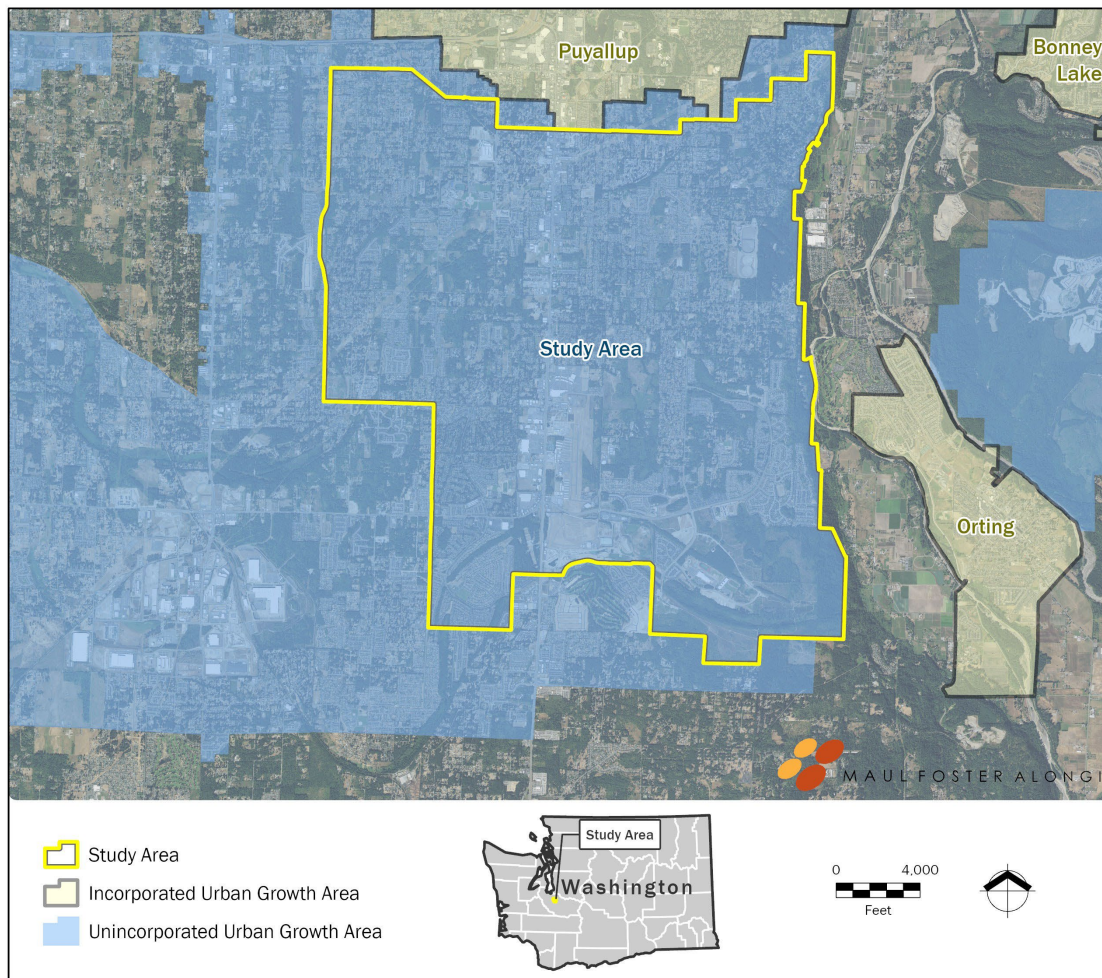 Puyallup
Bonney
Lake
Study Area
Orting
MAUL FOSTER ALONGI
Study Area
Incorporated Urban Growth Area
Unincorporated Urban Growth Area
Study Area
Washington
0 4,000
Feet